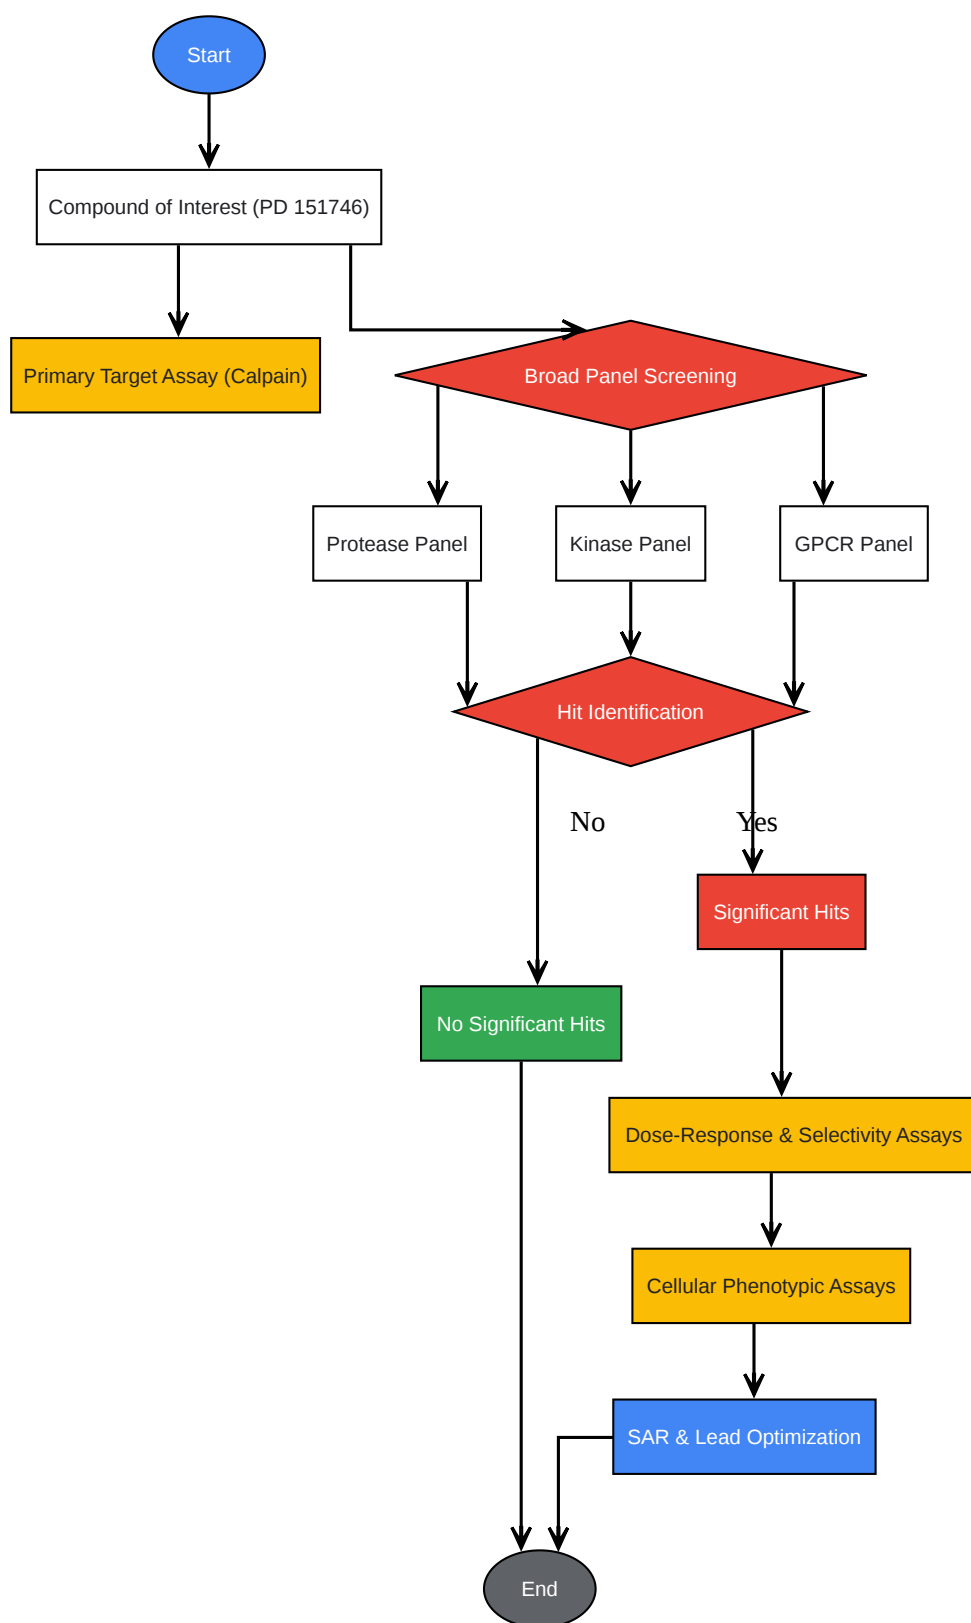 Start
Compound of Interest (PD 151746)
Primary Target Assay (Calpain)
Broad Panel Screening
Protease Panel
Kinase Panel
GPCR Panel
Hit Identification
No
Yes
Significant Hits
No Significant Hits
Dose-Response & Selectivity Assays
Cellular Phenotypic Assays
SAR & Lead Optimization
End